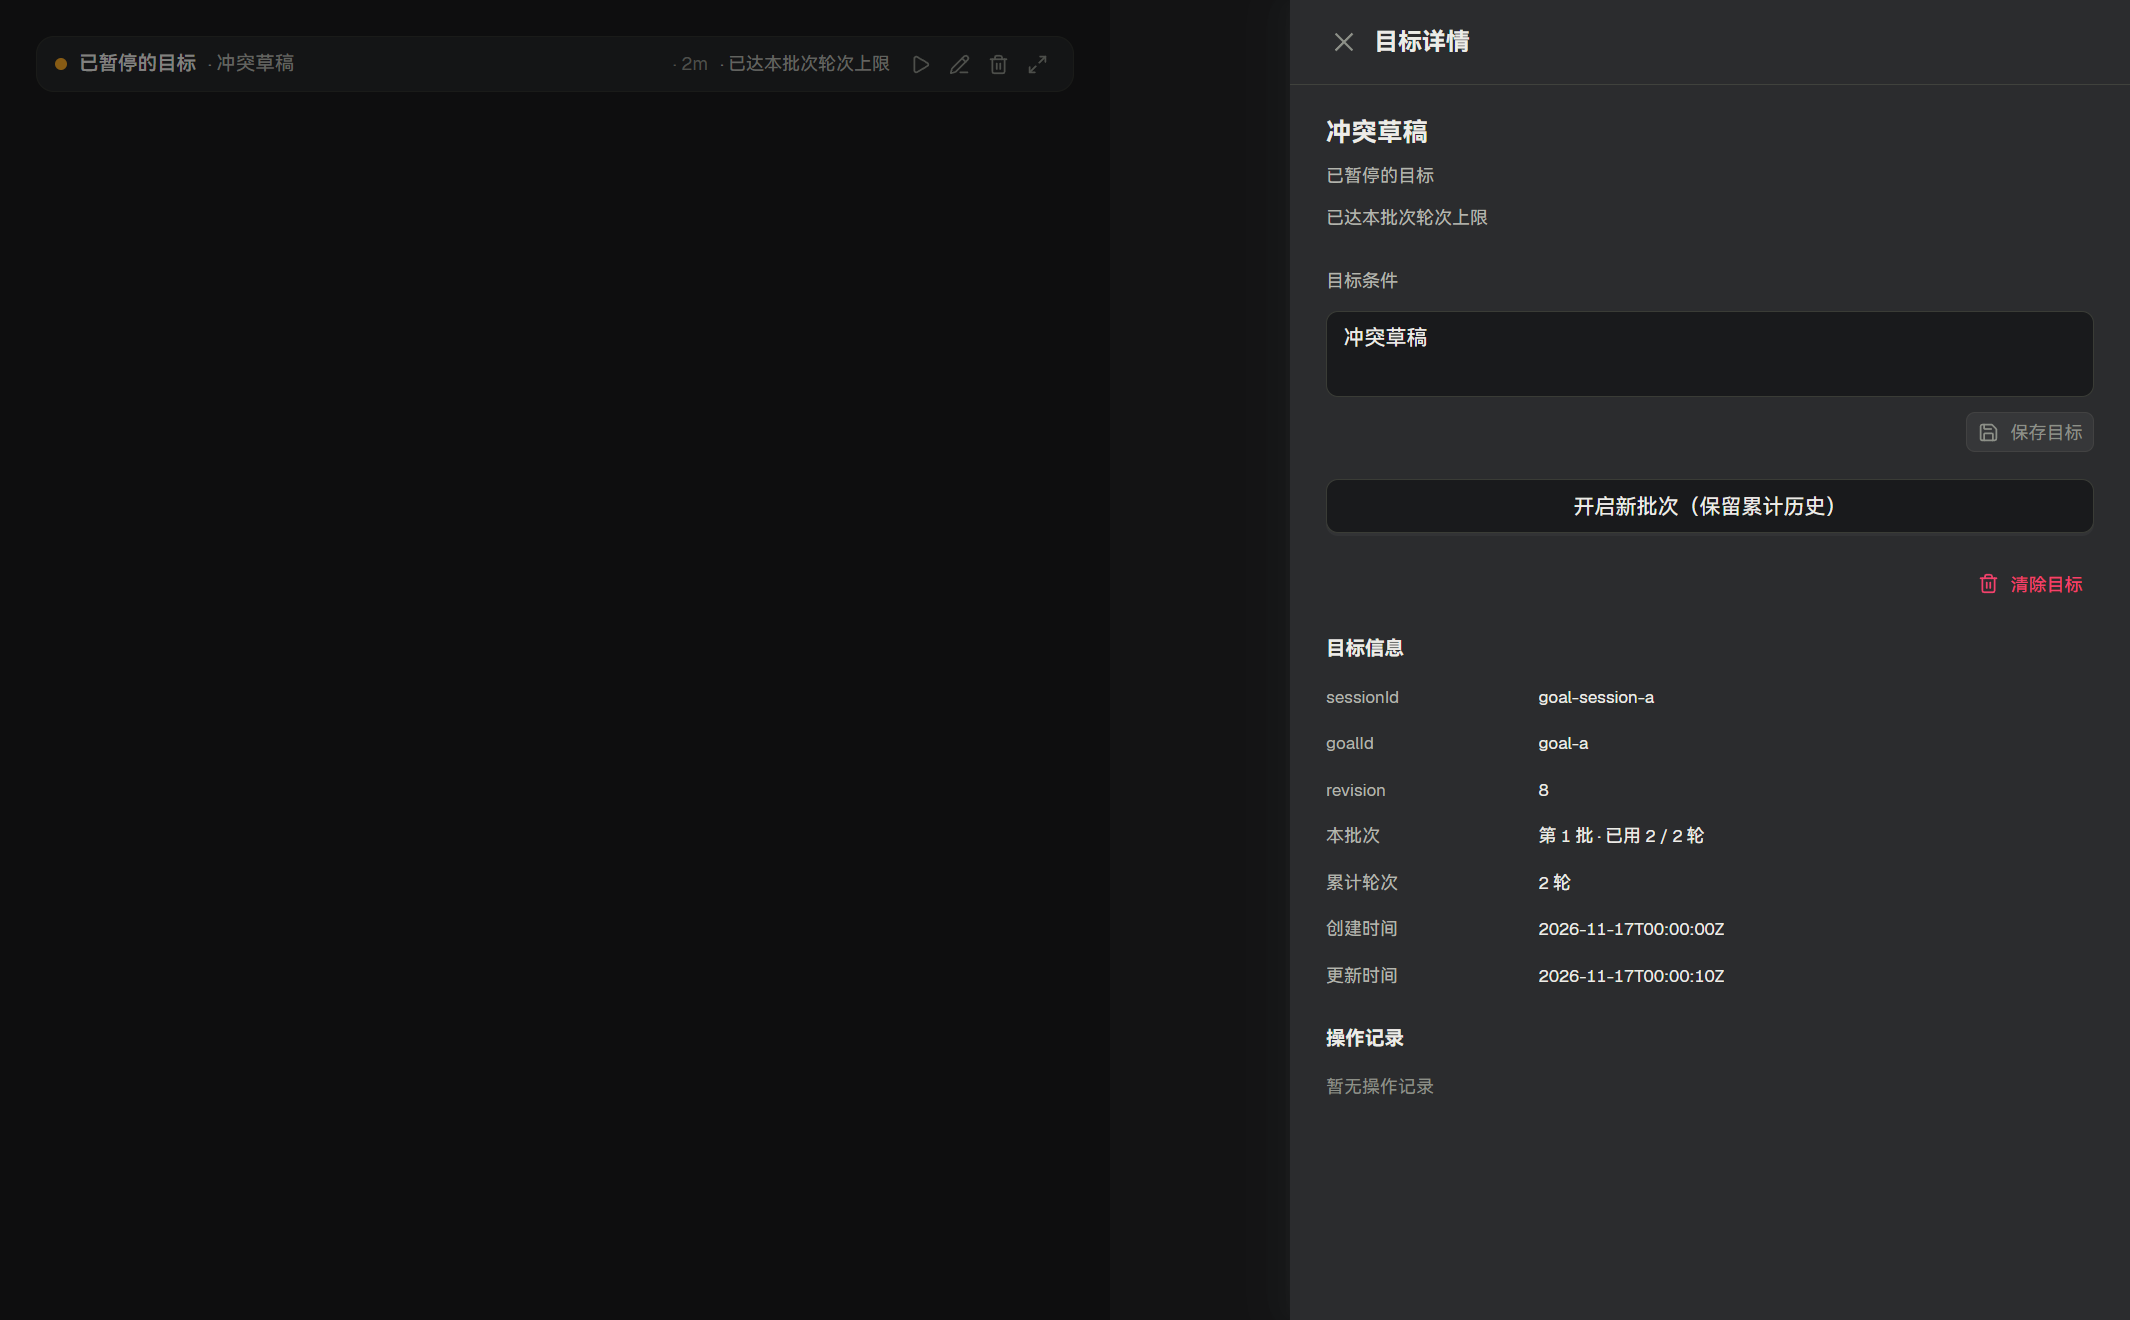 已暂停的目标 · 冲突草稿 · 2m · 已达本批次轮次上限
目标详情
冲突草稿
已暂停的目标
已达本批次轮次上限
目标条件
冲突草稿
保存目标
开启新批次（保留累计历史）
清除目标
目标信息
sessionId goal-session-a
goalId goal-a
revision 8
本批次 第 1 批 · 已用 2 / 2 轮
累计轮次 2 轮
创建时间 2026-11-17T00:00:00Z
更新时间 2026-11-17T00:00:10Z
操作记录
暂无操作记录